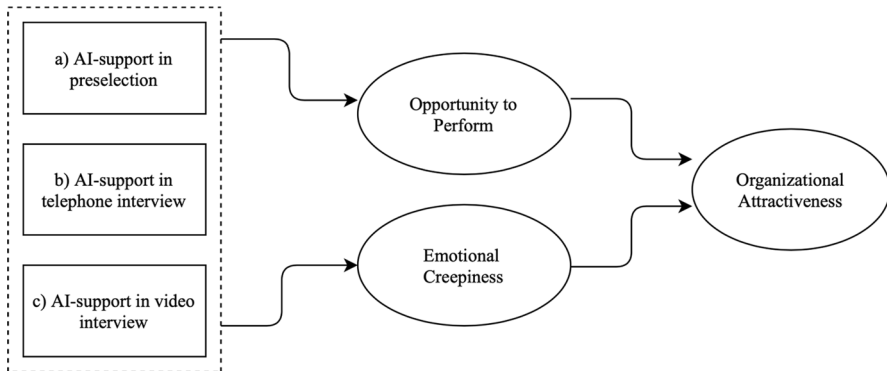 a) AI-support in
preselection
b) AI-support in
telephone interview
c) AI-support in video
interview
Opportunity to
Perform
Emotional
Creepiness
Organizational
Attractiveness